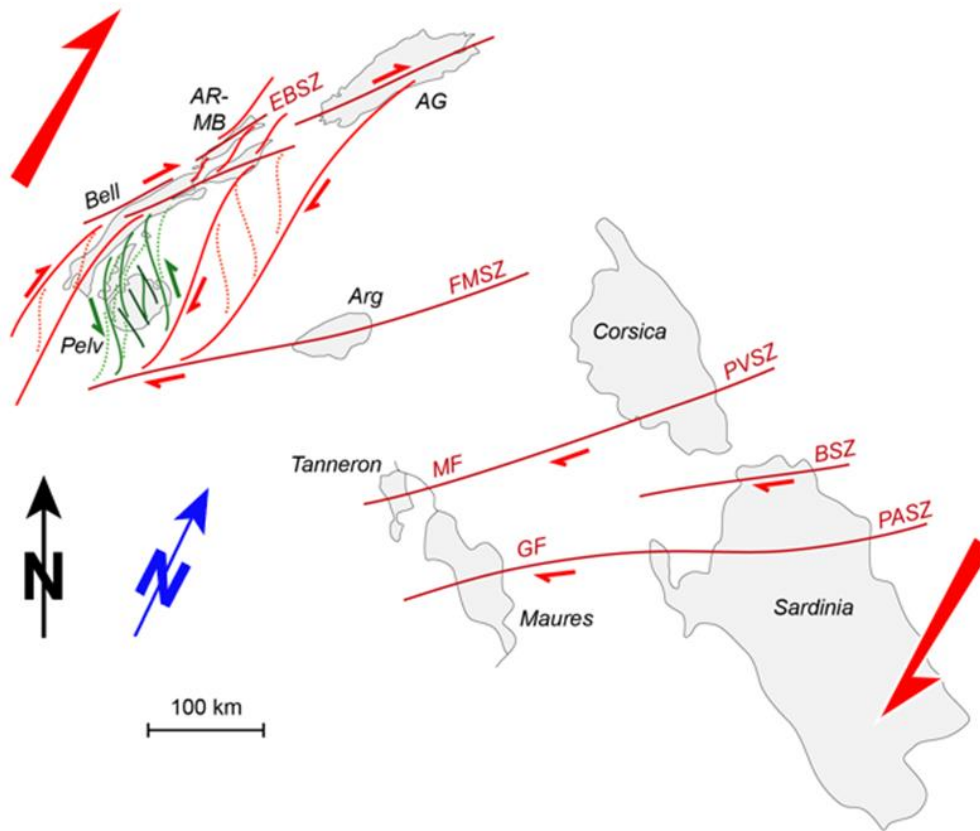 AR-
MB
EBSZ
AG
Bell
Arg
FMSZ
Pelv
Corsica
PVSZ
Tanneron
MF
BSZ
PASZ
GF
N
N
Maures
Sardinia
100 km